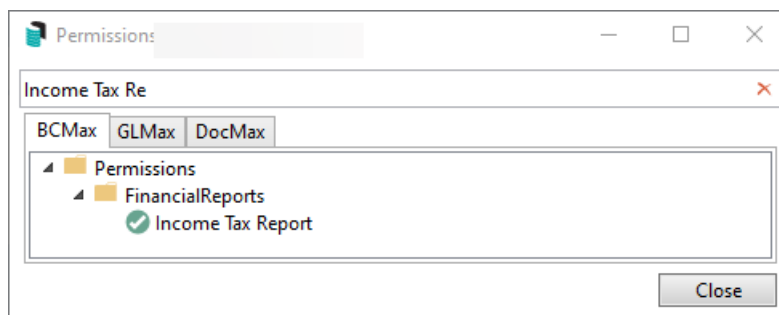 Permissions
Income Tax Re
BCMax GLMax DocMax
Permissions
FinancialReports
Income Tax Report
Close